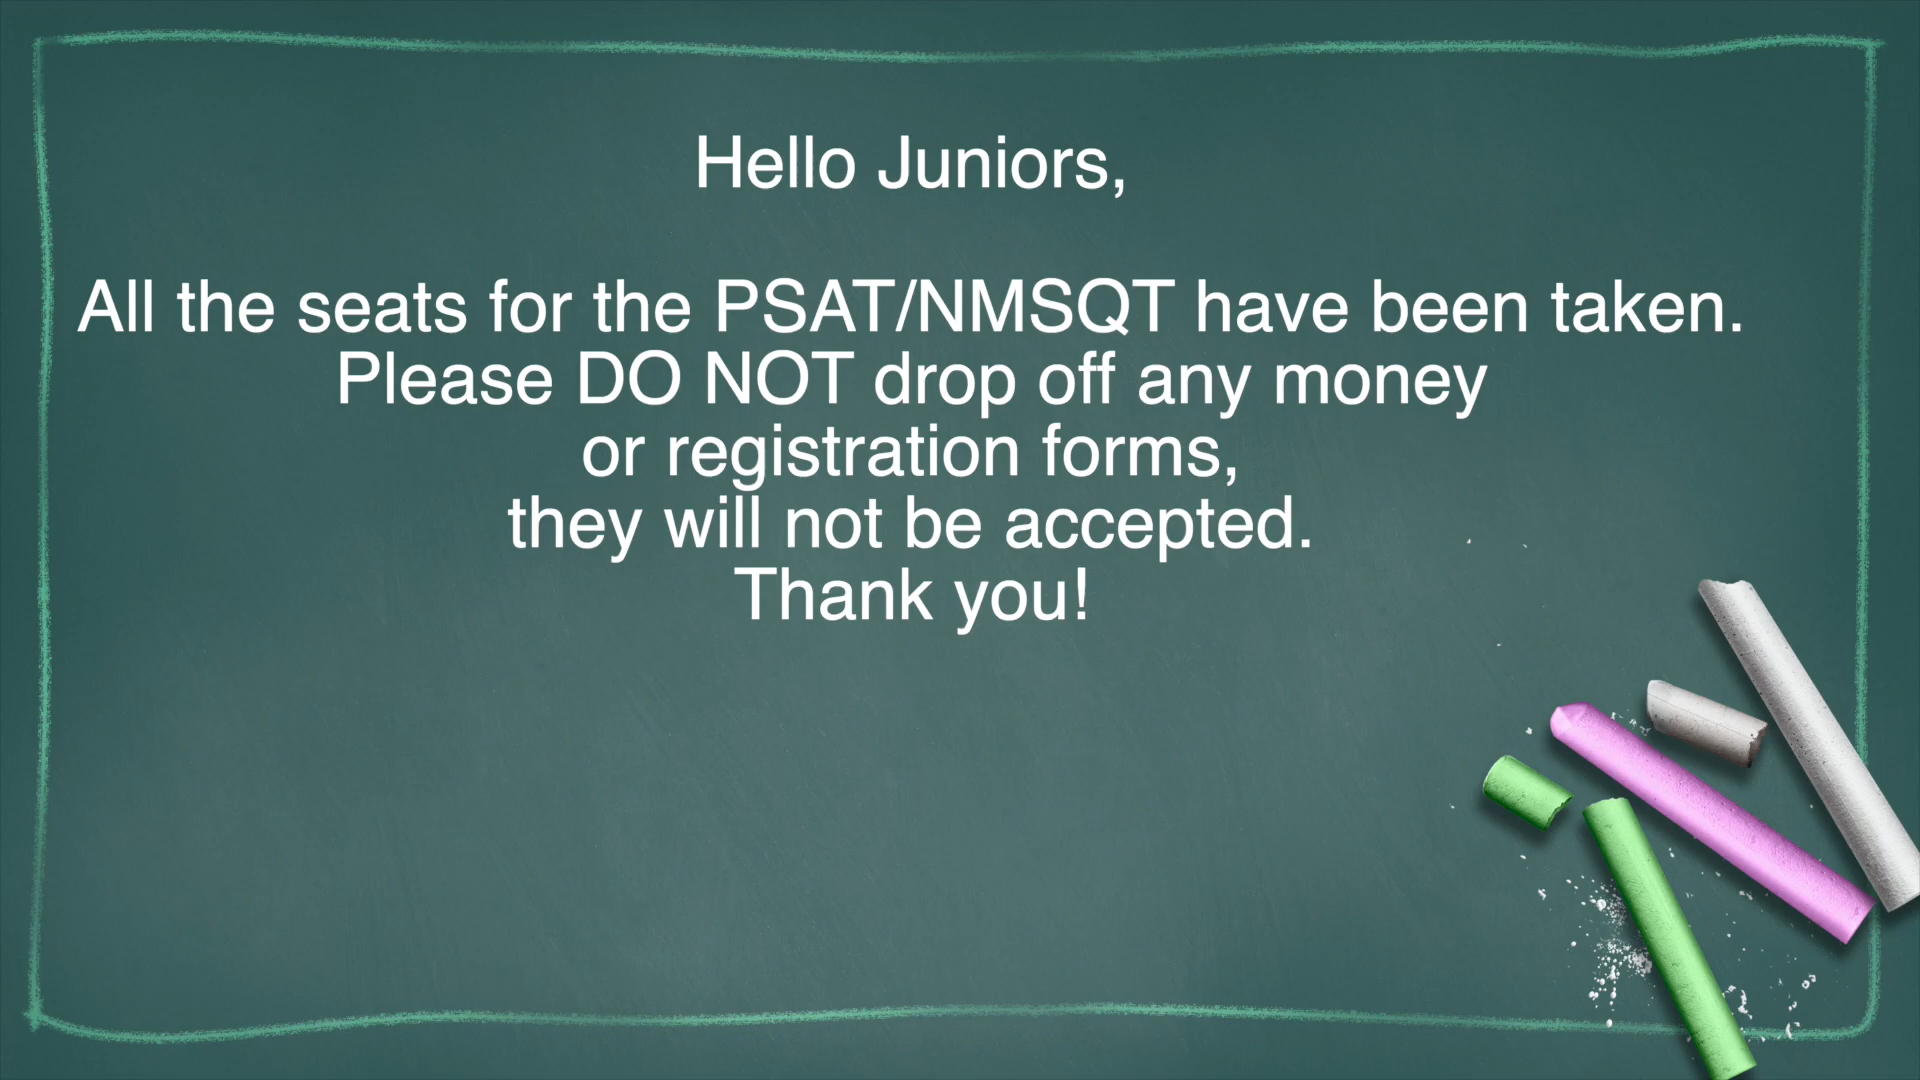 Hello Juniors,
All the seats for the PSAT/NMSQT have been taken.
Please DO NOT drop off any money
or registration forms,
they will not be accepted.
Thank you!